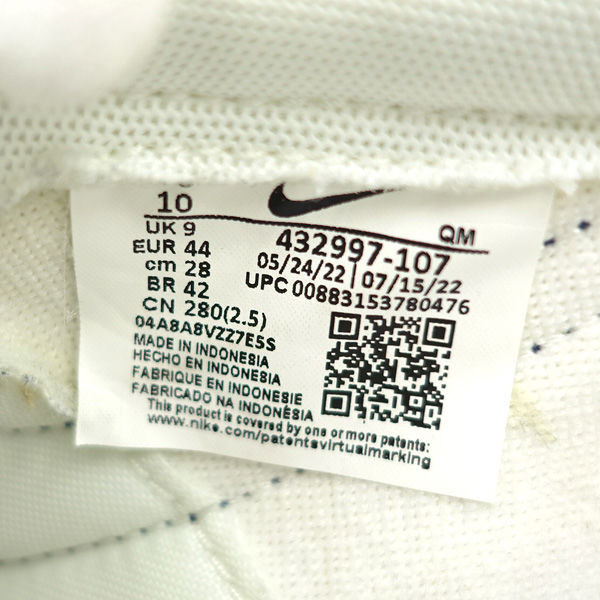 10
UK 9
EUR 44
cm 28
BR 42
CN 280(2.5)
04A8A8VZZ7E5S
MADE IN INDONESIA
HECHO EN INDONESIA
FABRIQUE EN INDONESIE
FABRICADO NA INDONÉSIA
This product is covered by one or more patents:
www.nike.com/patentsvirtualmarking
QM
432997-107
05/24/22 | 07/15/22
UPC 00883153780476